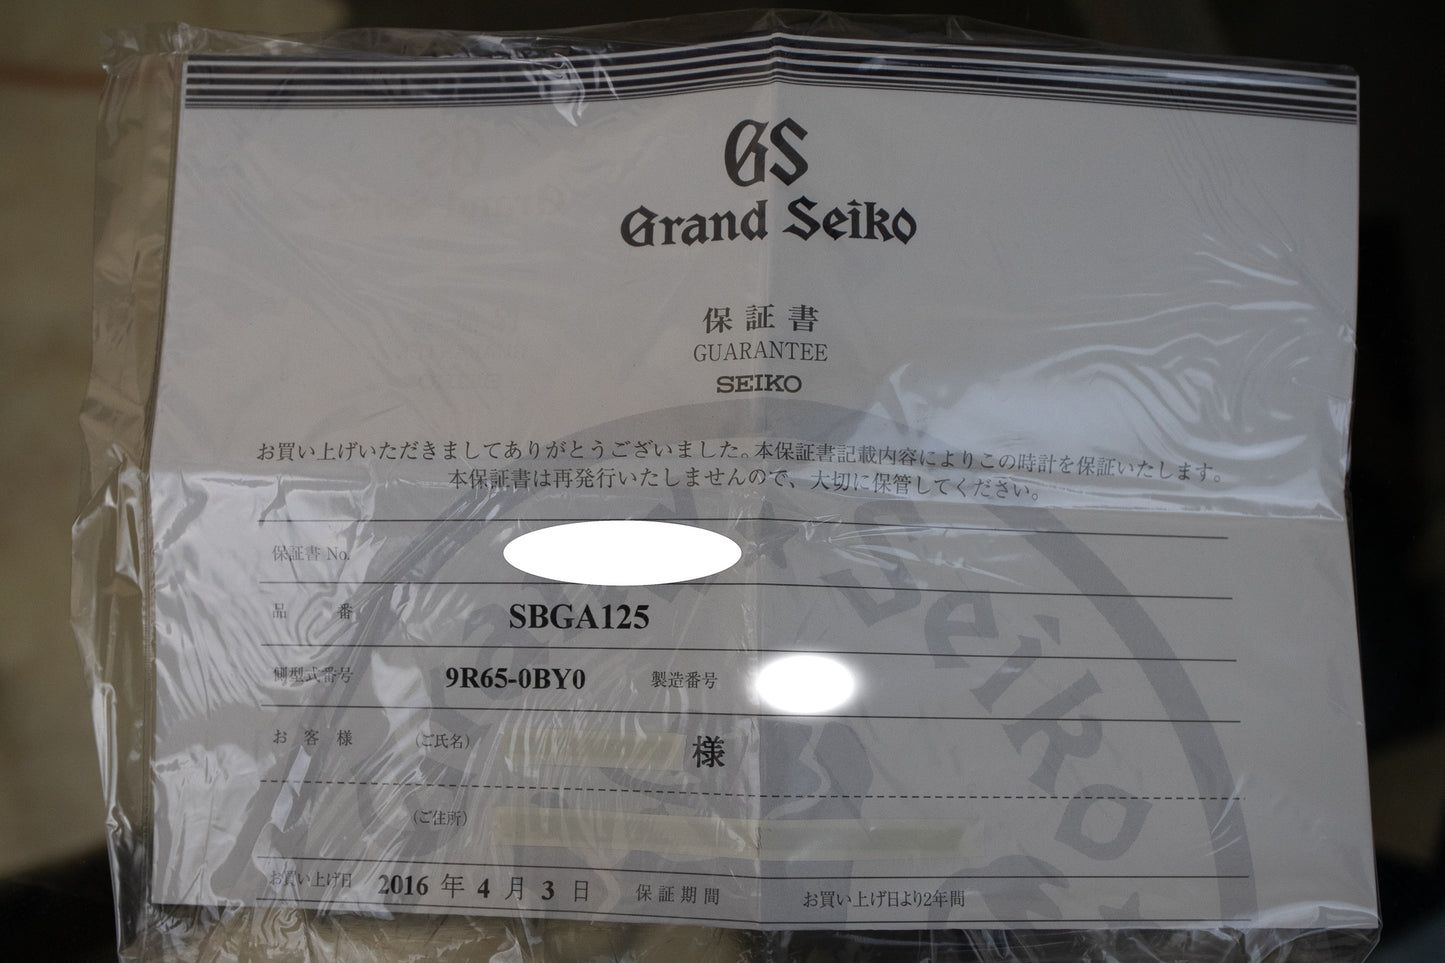 GS
Grand Seiko
保証書
GUARANTEE
SEIKO
お買い上げいただきましてありがとうございました。本保証書記載内容によりこの時計を保証いたします。
本保証書は再発行いたしませんので、大切に保管してください。
保証書 No.
品 番 SBGA125
側型式番号 9R65-0BY0 製造番号
お客様 (ご氏名) 様
(ご住所)
お買い上げ日 2016 年 4 月 3 日 保証期間 お買い上げ日より2年間
Grand Seiko